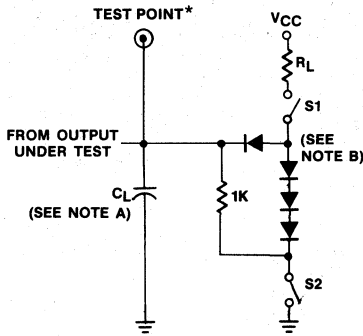 TEST POINT*
VCC
RL
S1
FROM OUTPUT
UNDER TEST
(SEE
NOTE B)
CL
(SEE NOTE A)
1K
S2